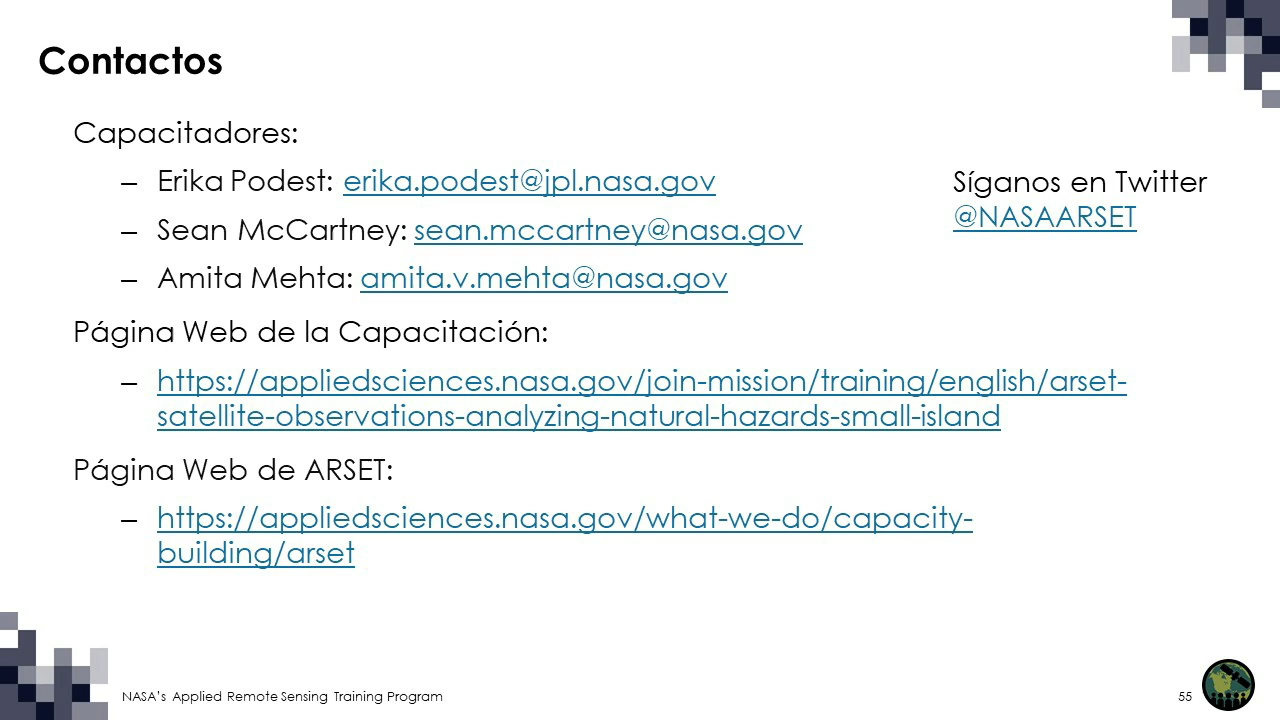 Contactos
Capacitadores:
– Erika Podest: erika.podest@jpl.nasa.gov
– Sean McCartney: sean.mccartney@nasa.gov
– Amita Mehta: amita.v.mehta@nasa.gov
Síganos en Twitter
@NASAARSET
Página Web de la Capacitación:
– https://appliedsciences.nasa.gov/join-mission/training/english/arset-
satellite-observations-analyzing-natural-hazards-small-island
Página Web de ARSET:
– https://appliedsciences.nasa.gov/what-we-do/capacity-
building/arset
NASA's Applied Remote Sensing Training Program
55